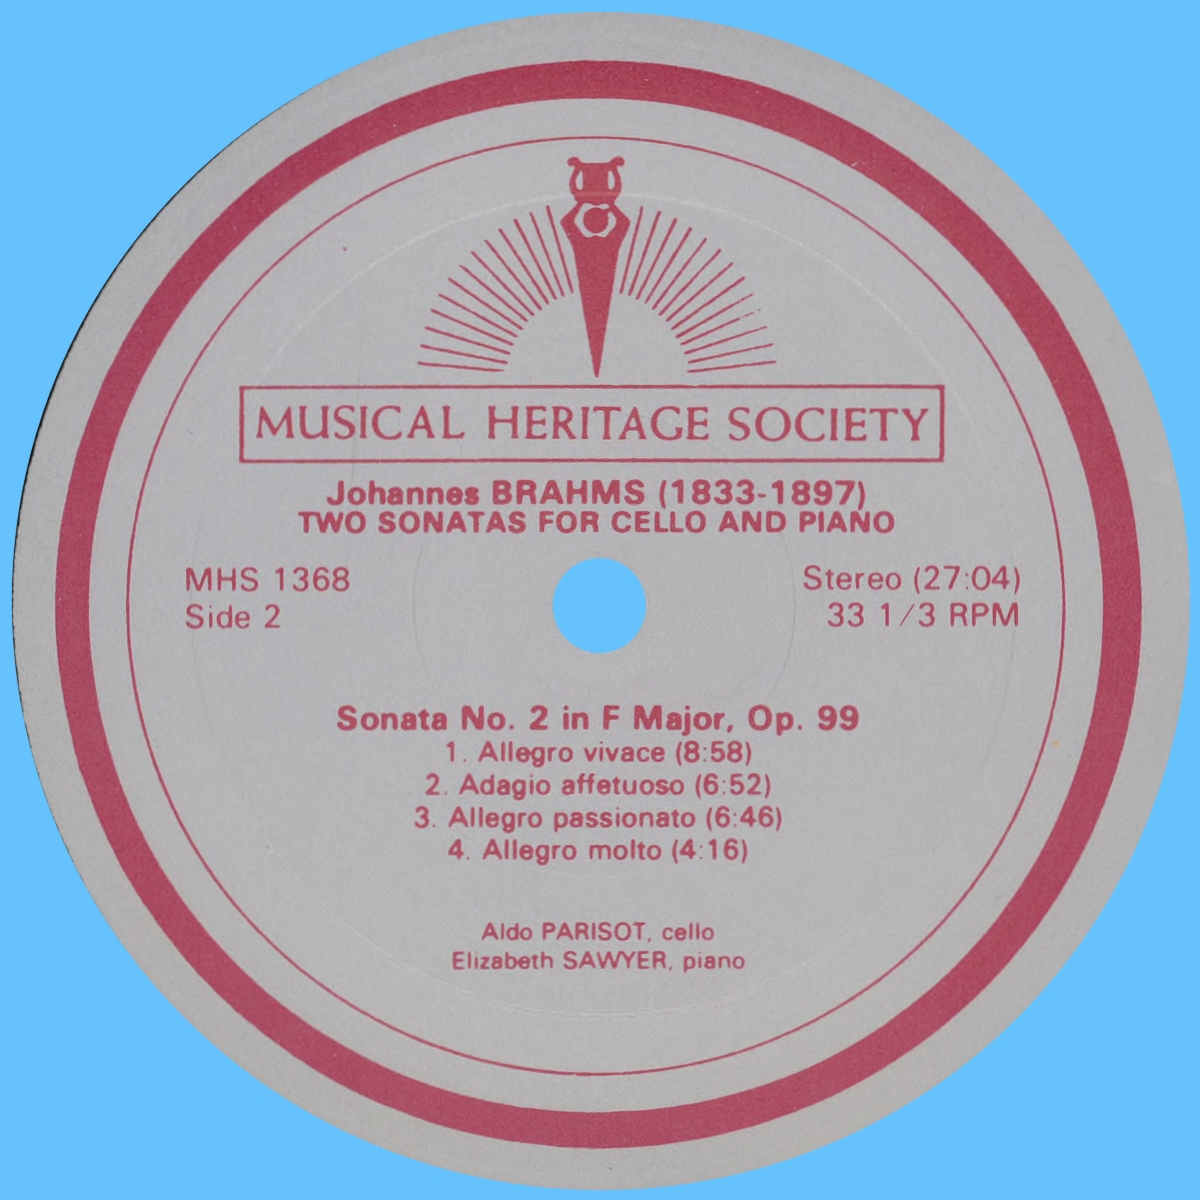 MUSICAL HERITAGE SOCIETY
Johannes BRAHMS (1833-1897)
TWO SONATAS FOR CELLO AND PIANO
MHS 1368
Side 2
Stereo (27:04)
33 1/3 RPM
Sonata No. 2 in F Major, Op. 99
1. Allegro vivace (8:58)
2. Adagio affetuoso (6:52)
3. Allegro passionato (6:46)
4. Allegro molto (4:16)
Aldo PARISOT, cello
Elizabeth SAWYER, piano